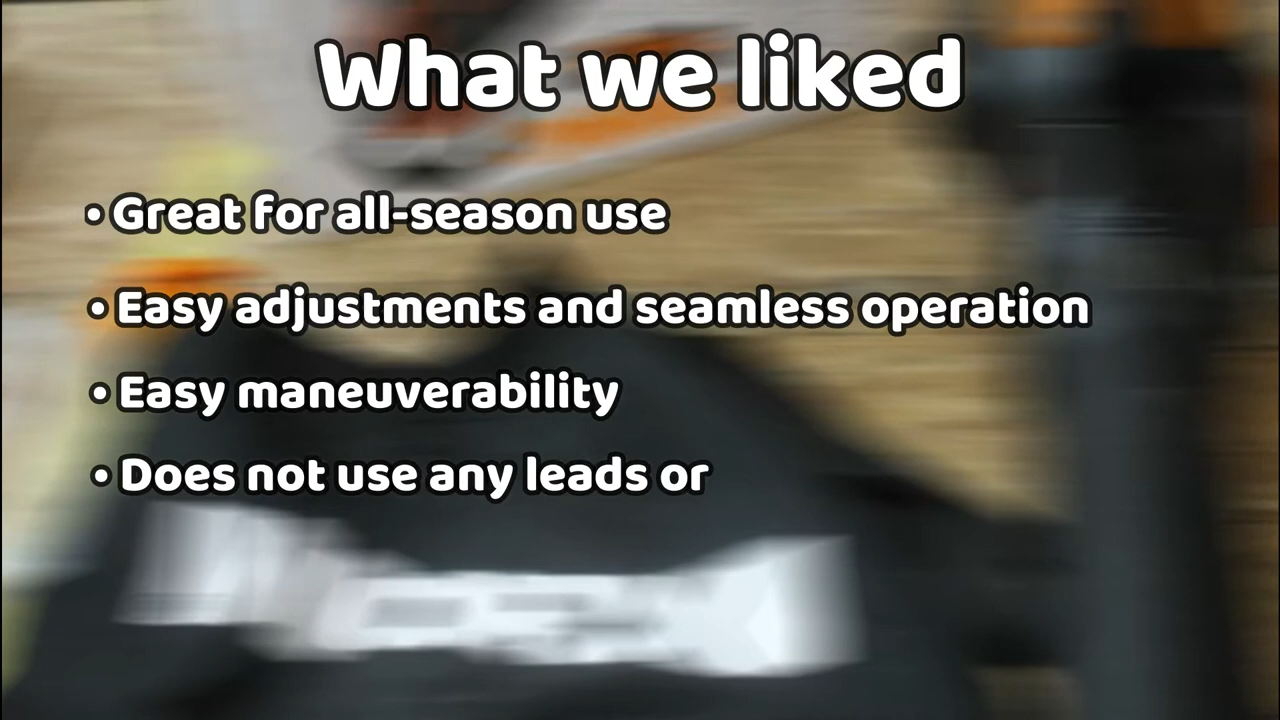 What we liked
• Great for all-season use
• Easy adjustments and seamless operation
• Easy maneuverability
• Does not use any leads or